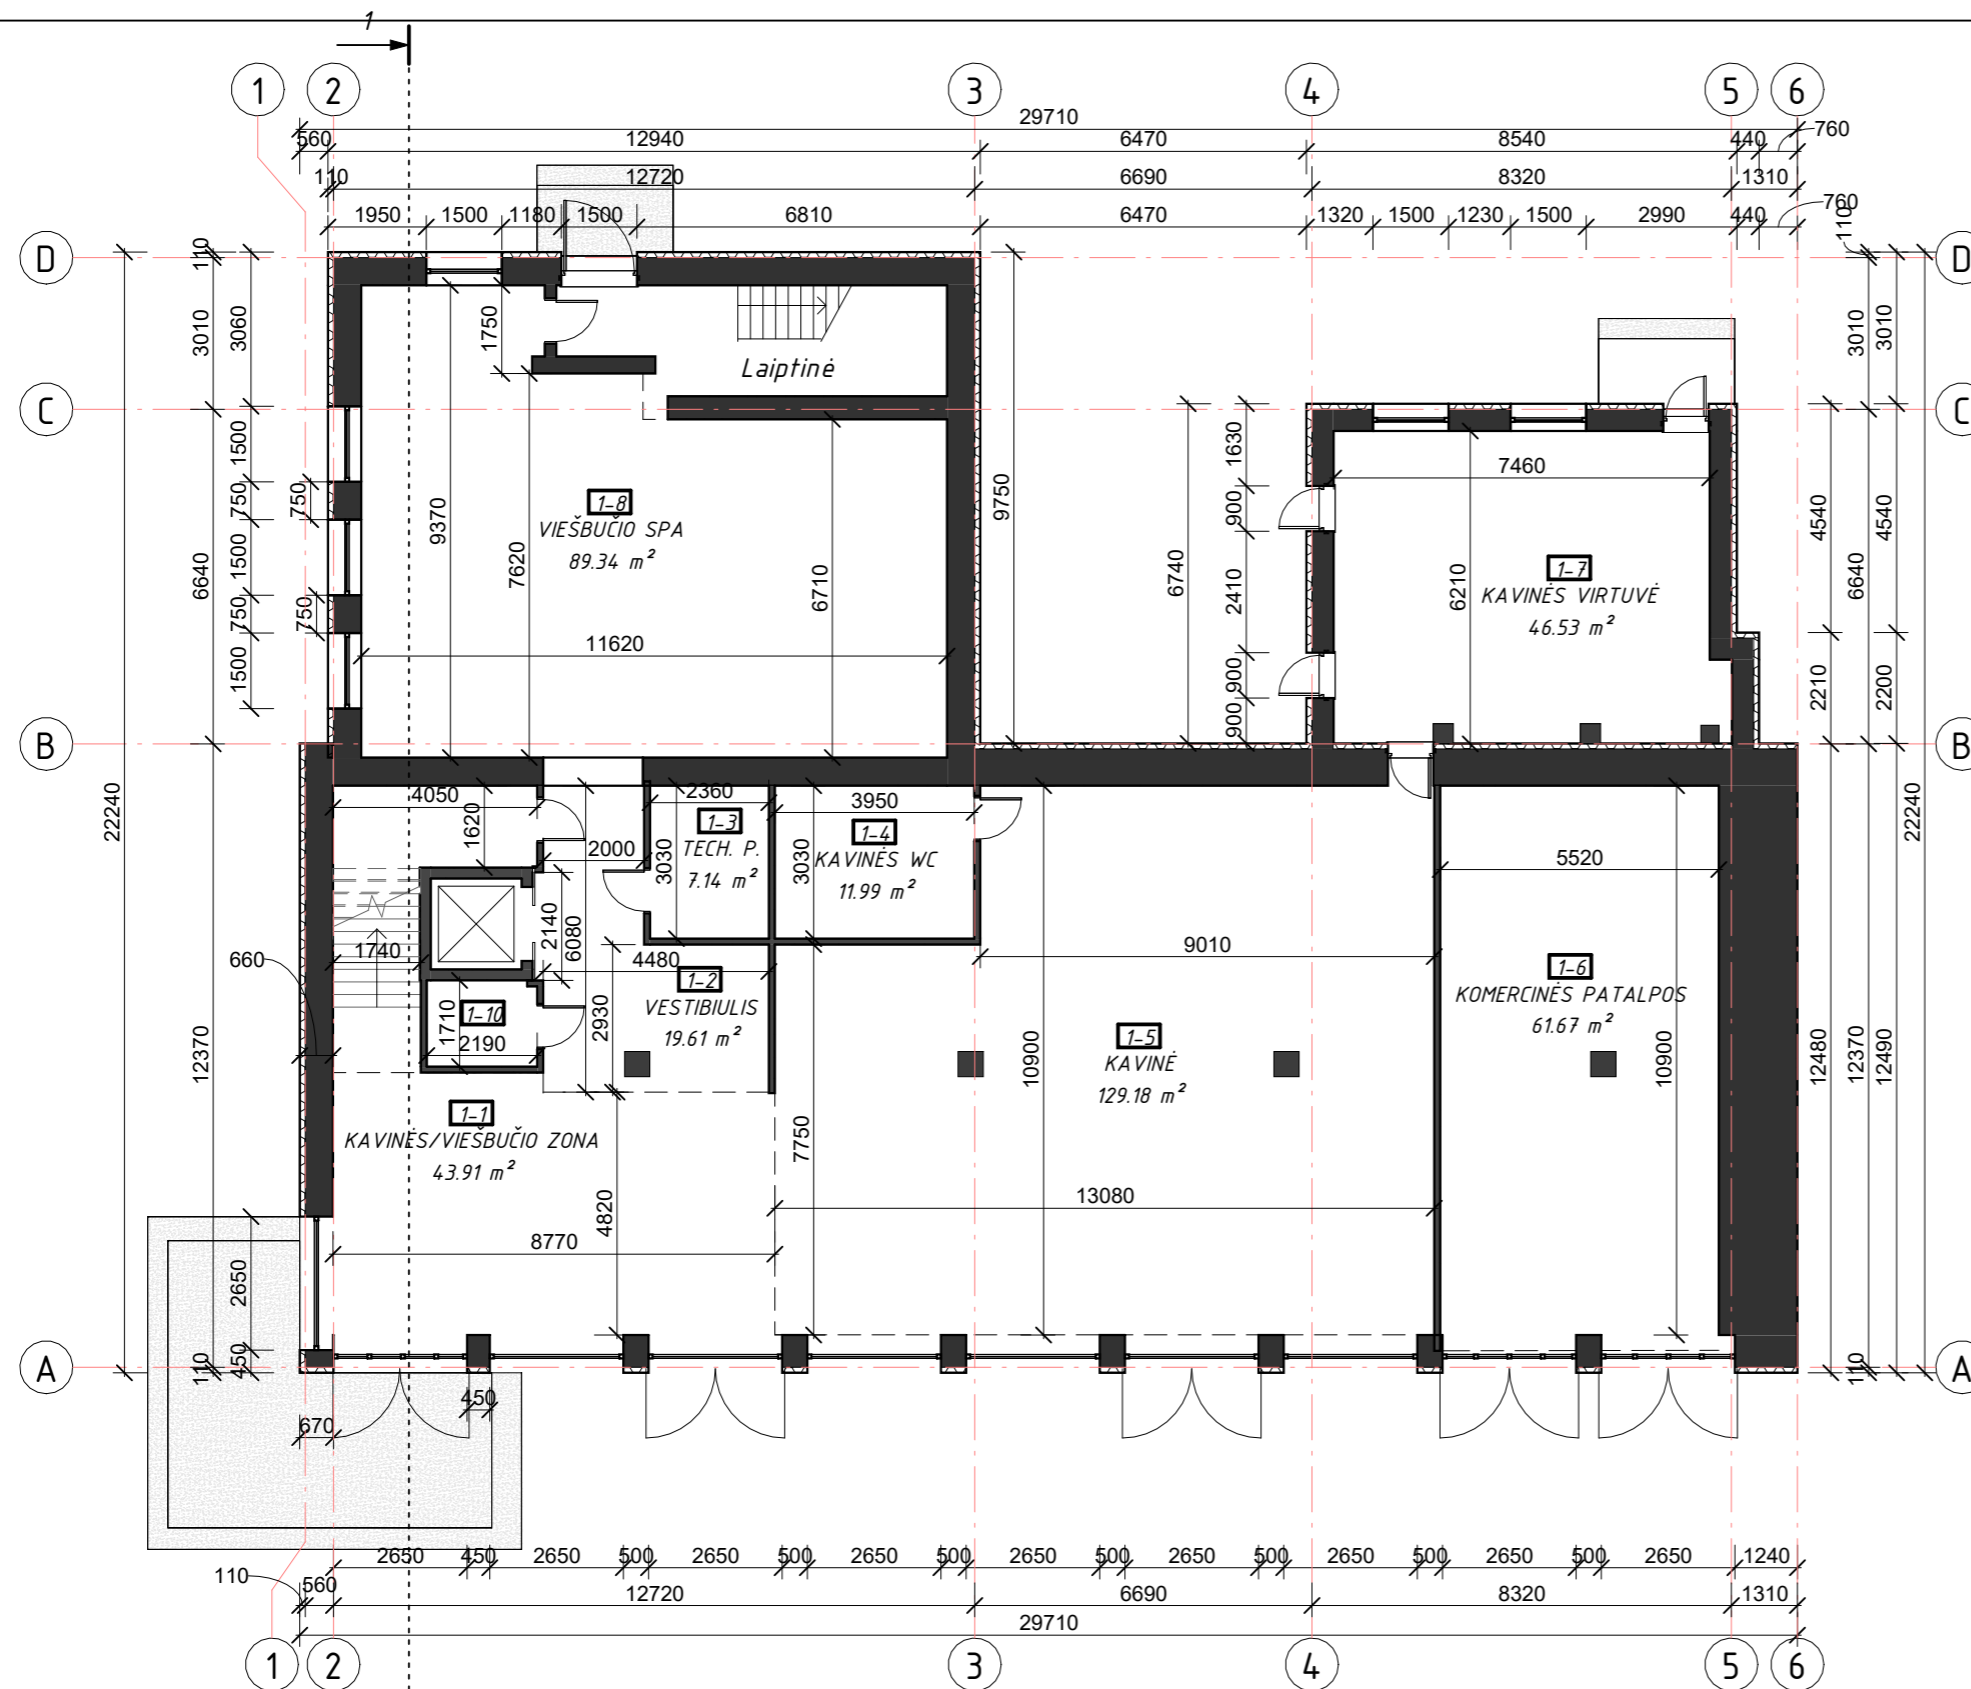 1
1 2 3 4 5 6
29710
560 12940 6470 8540 440 760
110 12720 6690 8320 1310
1950 1500 1180 1500 6810 6470 1320 1500 1230 1500 2990 440 760
D 110 110 D
3010 3060 1750 3010 3010
Laiptinė
C C
1500 750 750 1500 750 750 1500
6640
9370 7620 6710 9750 6740
1630 900 2410 900 900
7460
6210
4540 6640 4540
2210 2200
1-8
VIEŠBUČIO SPA
89.34 m²
11620
1-7
KAVINĖS VIRTUVĖ
46.53 m²
B B
22240 22240
4050 1620 2360 3950
1-3
TECH. P.
7.14 m²
3030
1-4
KAVINĖS WC
11.99 m²
3030
2000
5520
2140 6080
1740
660
4480
9010
1-2
VESTIBIULIS
19.61 m²
2930
1-10
1710
2190
1-6
KOMERCINĖS PATALPOS
61.67 m²
1-5
KAVINĖ
129.18 m²
10900 10900
12370 12480 12370 12490
1-1
KAVINĖS/VIEŠBUČIO ZONA
43.91 m²
7750
4820
13080
8770
2650
450
110 110
A A
670 450
2650 450 2650 500 2650 500 2650 500 2650 500 2650 500 2650 500 2650 500 2650 1240
110 560 12720 6690 8320 1310
29710
1 2 3 4 5 6